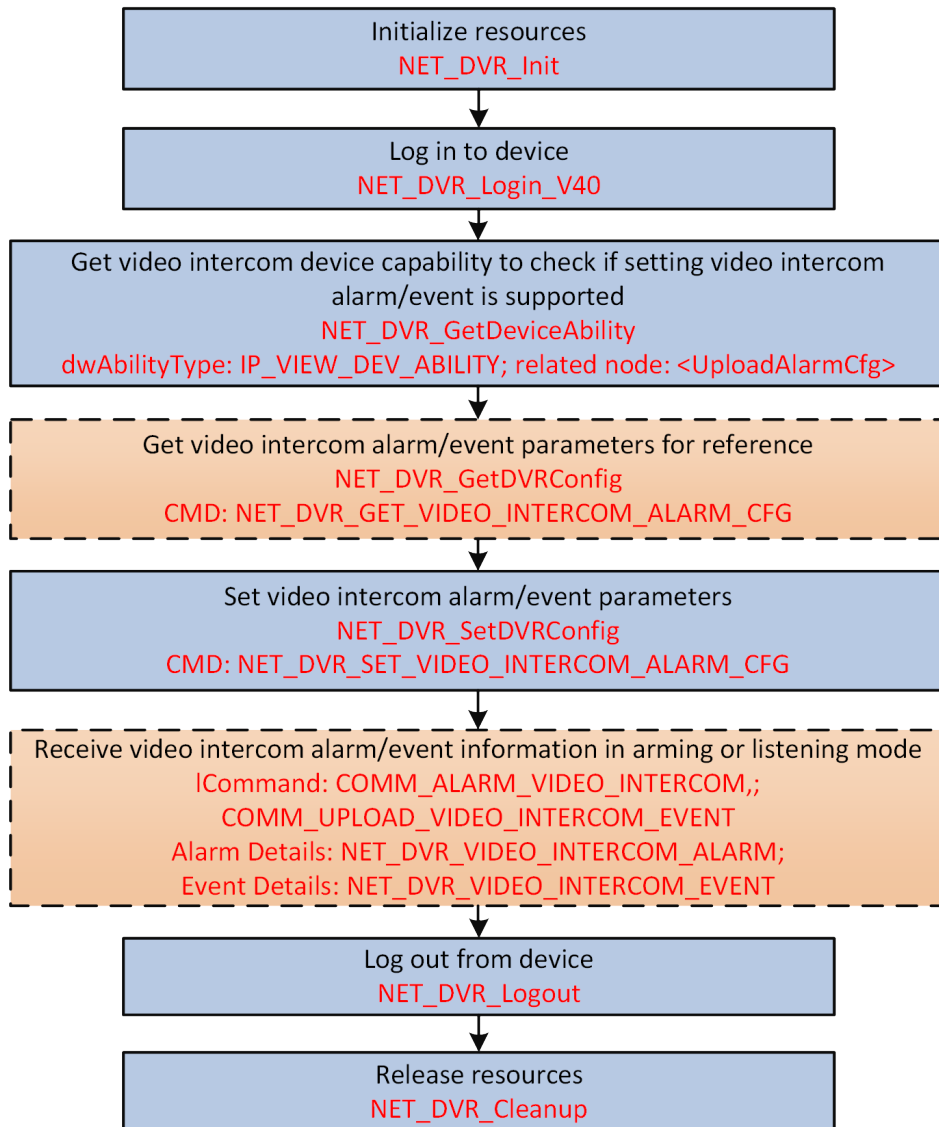 Initialize resources
NET_DVR_Init
Log in to device
NET_DVR_Login_V40
Get video intercom device capability to check if setting video intercom
alarm/event is supported
NET_DVR_GetDeviceAbility
dwAbilityType: IP_VIEW_DEV_ABILITY; related node: <UploadAlarmCfg>
Get video intercom alarm/event parameters for reference
NET_DVR_GetDVRConfig
CMD: NET_DVR_GET_VIDEO_INTERCOM_ALARM_CFG
Set video intercom alarm/event parameters
NET_DVR_SetDVRConfig
CMD: NET_DVR_SET_VIDEO_INTERCOM_ALARM_CFG
Receive video intercom alarm/event information in arming or listening mode
lCommand: COMM_ALARM_VIDEO_INTERCOM,;
COMM_UPLOAD_VIDEO_INTERCOM_EVENT
Alarm Details: NET_DVR_VIDEO_INTERCOM_ALARM;
Event Details: NET_DVR_VIDEO_INTERCOM_EVENT
Log out from device
NET_DVR_Logout
Release resources
NET_DVR_Cleanup